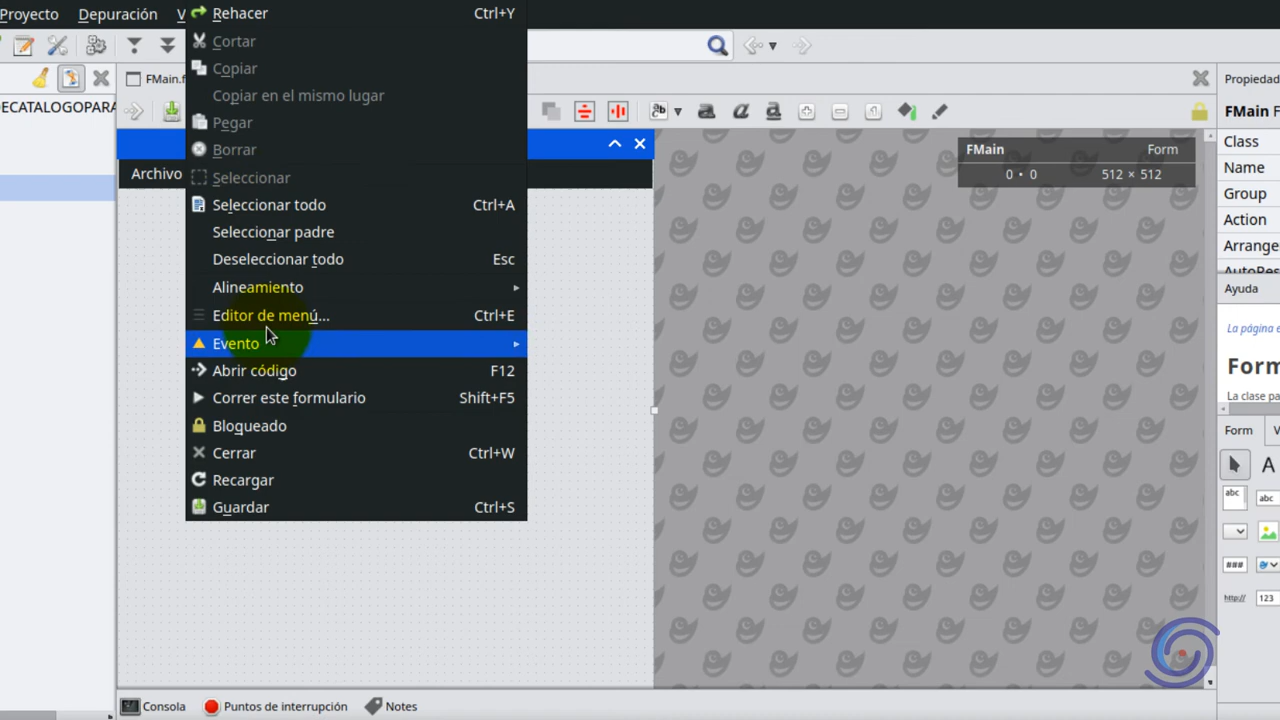 Proyecto Depuración V
Rehacer Ctrl+Y
Cortar
Copiar
Copiar en el mismo lugar
Pegar
Borrar
Seleccionar
Seleccionar todo Ctrl+A
Seleccionar padre
Deseleccionar todo Esc
Alineamiento
Editor de menú... Ctrl+E
Evento
Abrir código F12
Correr este formulario Shift+F5
Bloqueado
Cerrar Ctrl+W
Recargar
Guardar Ctrl+S
ECATALOGOPARA
FMain.f
Archivo
FMain Form
0 • 0 512 × 512
Propiedad
FMain F
Class
Name
Group
Action
Arrange
AutoRes
Ayuda
La página e
Form
La clase pa
Form V
A
abc abc
###
http:// 123
Consola Puntos de interrupción Notes